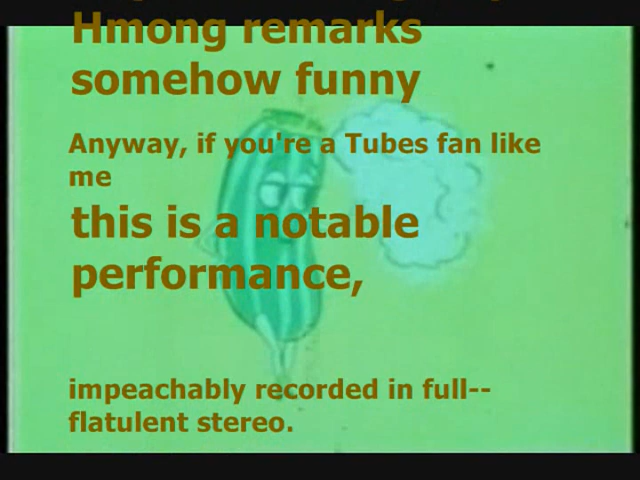 Hmong remarks
somehow funny
Anyway, if you're a Tubes fan like
me
this is a notable
performance,
impeachably recorded in full--
flatulent stereo.